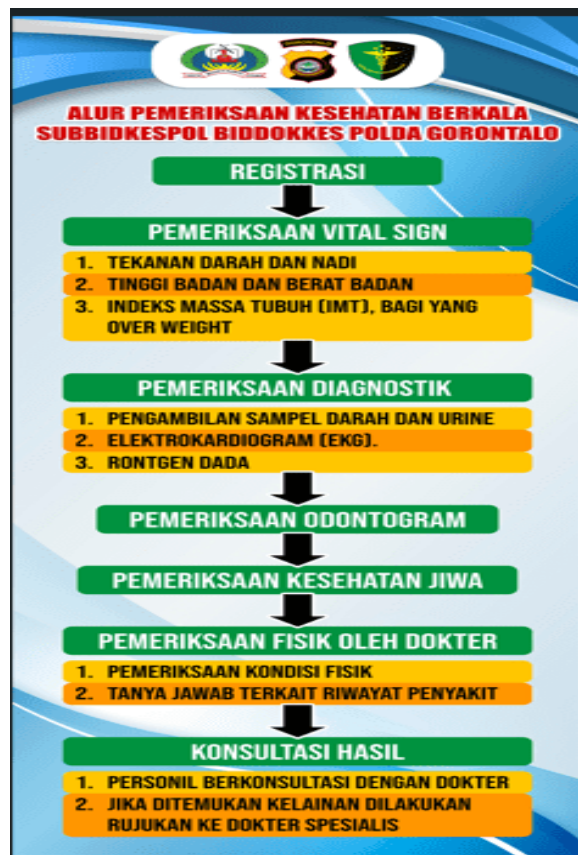 ALUR PEMERIKSAAN KESEHATAN BERKALA
SUBBIDKESPOL BIDDOKKES POLDA GORONTALO
REGISTRASI
PEMERIKSAAN VITAL SIGN
1. TEKANAN DARAH DAN NADI
2. TINGGI BADAN DAN BERAT BADAN
3. INDEKS MASSA TUBUH (IMT), BAGI YANG
OVER WEIGHT
PEMERIKSAAN DIAGNOSTIK
1. PENGAMBILAN SAMPEL DARAH DAN URINE
2. ELEKTROKARDIOGRAM (EKG).
3. RONTGEN DADA
PEMERIKSAAN ODONTOGRAM
PEMERIKSAAN KESEHATAN JIWA
PEMERIKSAAN FISIK OLEH DOKTER
1. PEMERIKSAAN KONDISI FISIK
2. TANYA JAWAB TERKAIT RIWAYAT PENYAKIT
KONSULTASI HASIL
1. PERSONIL BERKONSULTASI DENGAN DOKTER
2. JIKA DITEMUKAN KELAINAN DILAKUKAN
RUJUKAN KE DOKTER SPESIALIS